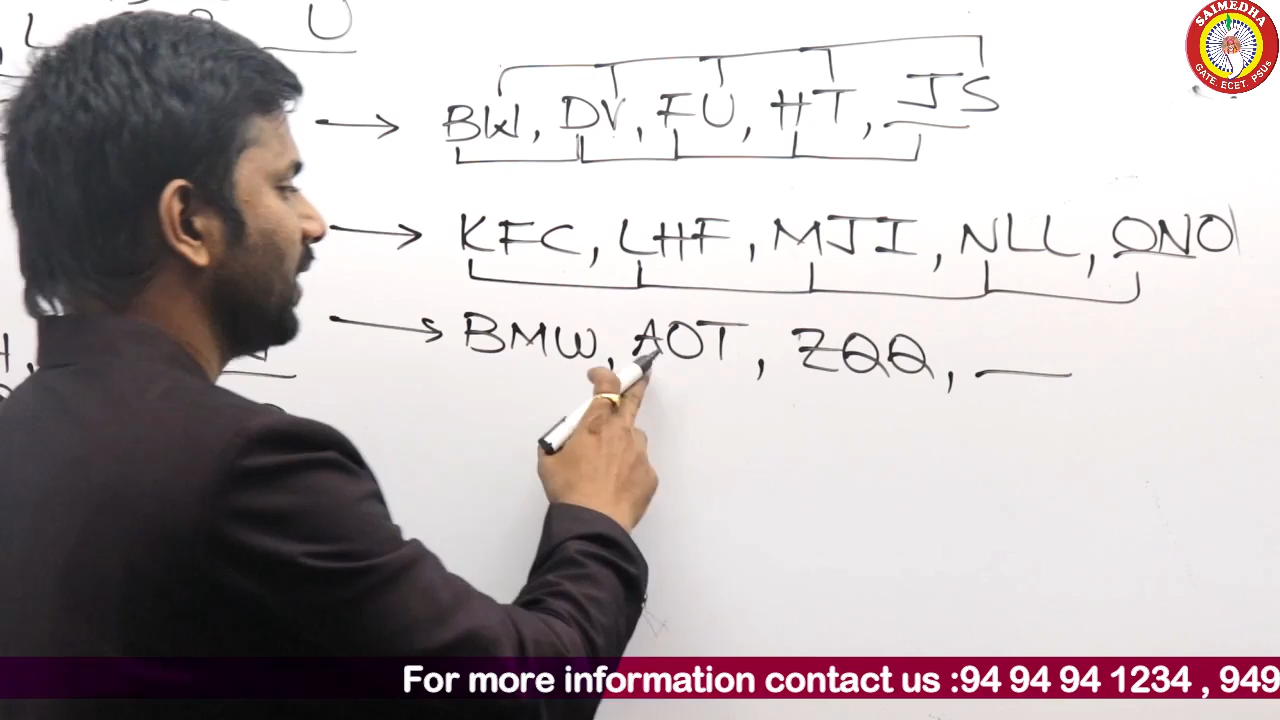 U
BW, DV, FU, HT, JS
KFC, LHF, MJI, NLL, ONO
BMW, AOT, ZQQ, __
SAIMEDHA
GATE. ECET. PSUs
For more information contact us :94 94 94 1234 , 949